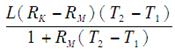 L(R_K − R_M)(T_2 − T_1)
1 + R_M(T_2 − T_1)